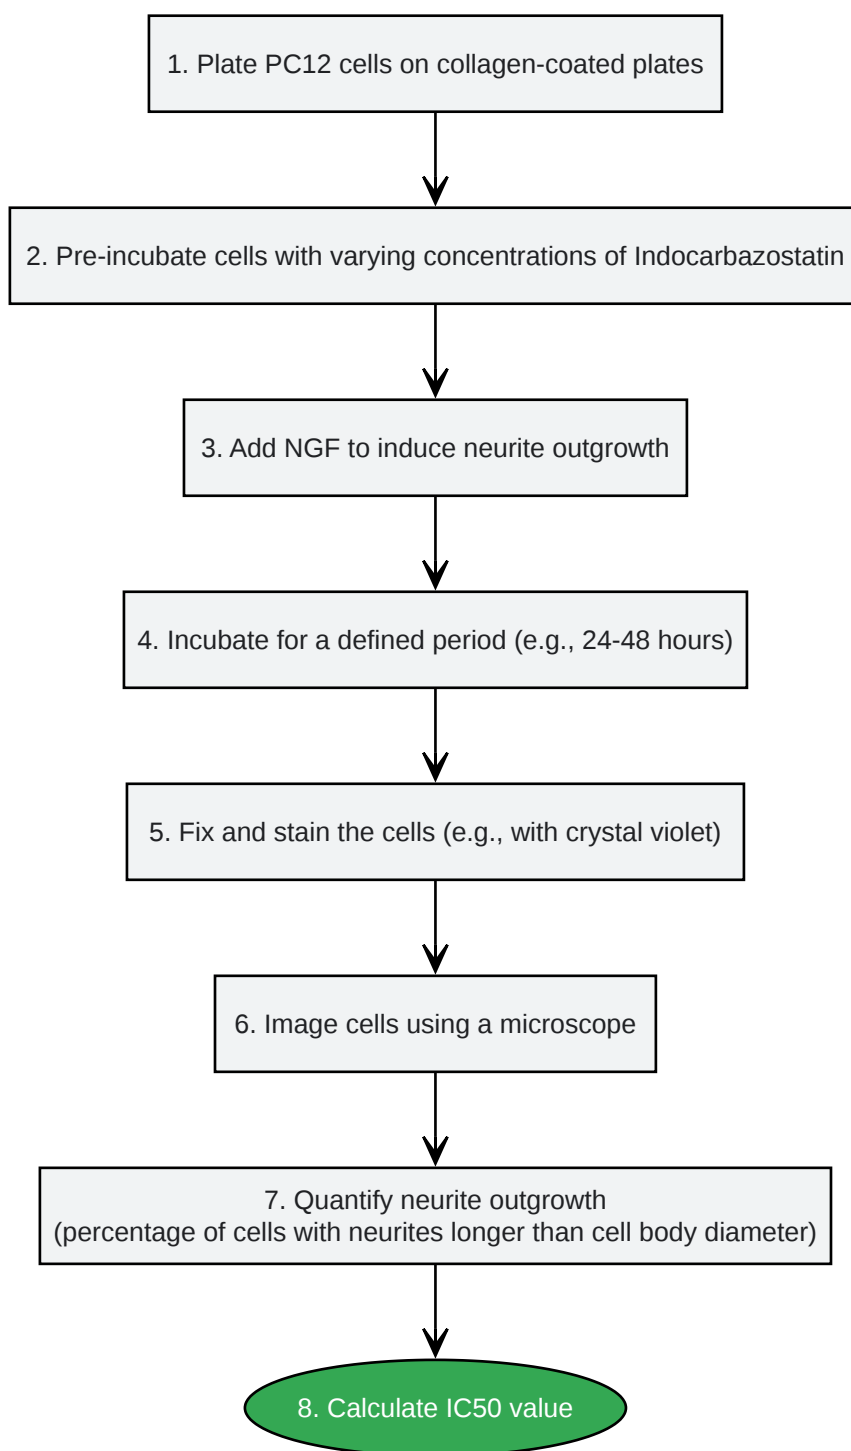 1. Plate PC12 cells on collagen-coated plates
2. Pre-incubate cells with varying concentrations of Indocarbazostatin
3. Add NGF to induce neurite outgrowth
4. Incubate for a defined period (e.g., 24-48 hours)
5. Fix and stain the cells (e.g., with crystal violet)
6. Image cells using a microscope
7. Quantify neurite outgrowth
(percentage of cells with neurites longer than cell body diameter)
8. Calculate IC50 value